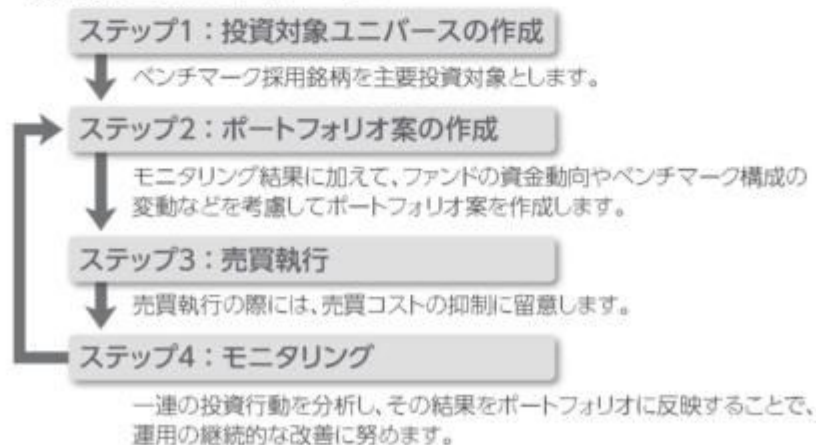 ステップ1：投資対象ユニバースの作成
ベンチマーク採用銘柄を主要投資対象とします。
ステップ2：ポートフォリオ案の作成
モニタリング結果に加えて、ファンドの資金動向やベンチマーク構成の
変動などを考慮してポートフォリオ案を作成します。
ステップ3：売買執行
売買執行の際には、売買コストの抑制に留意します。
ステップ4：モニタリング
一連の投資行動を分析し、その結果をポートフォリオに反映することで、
運用の継続的な改善に努めます。